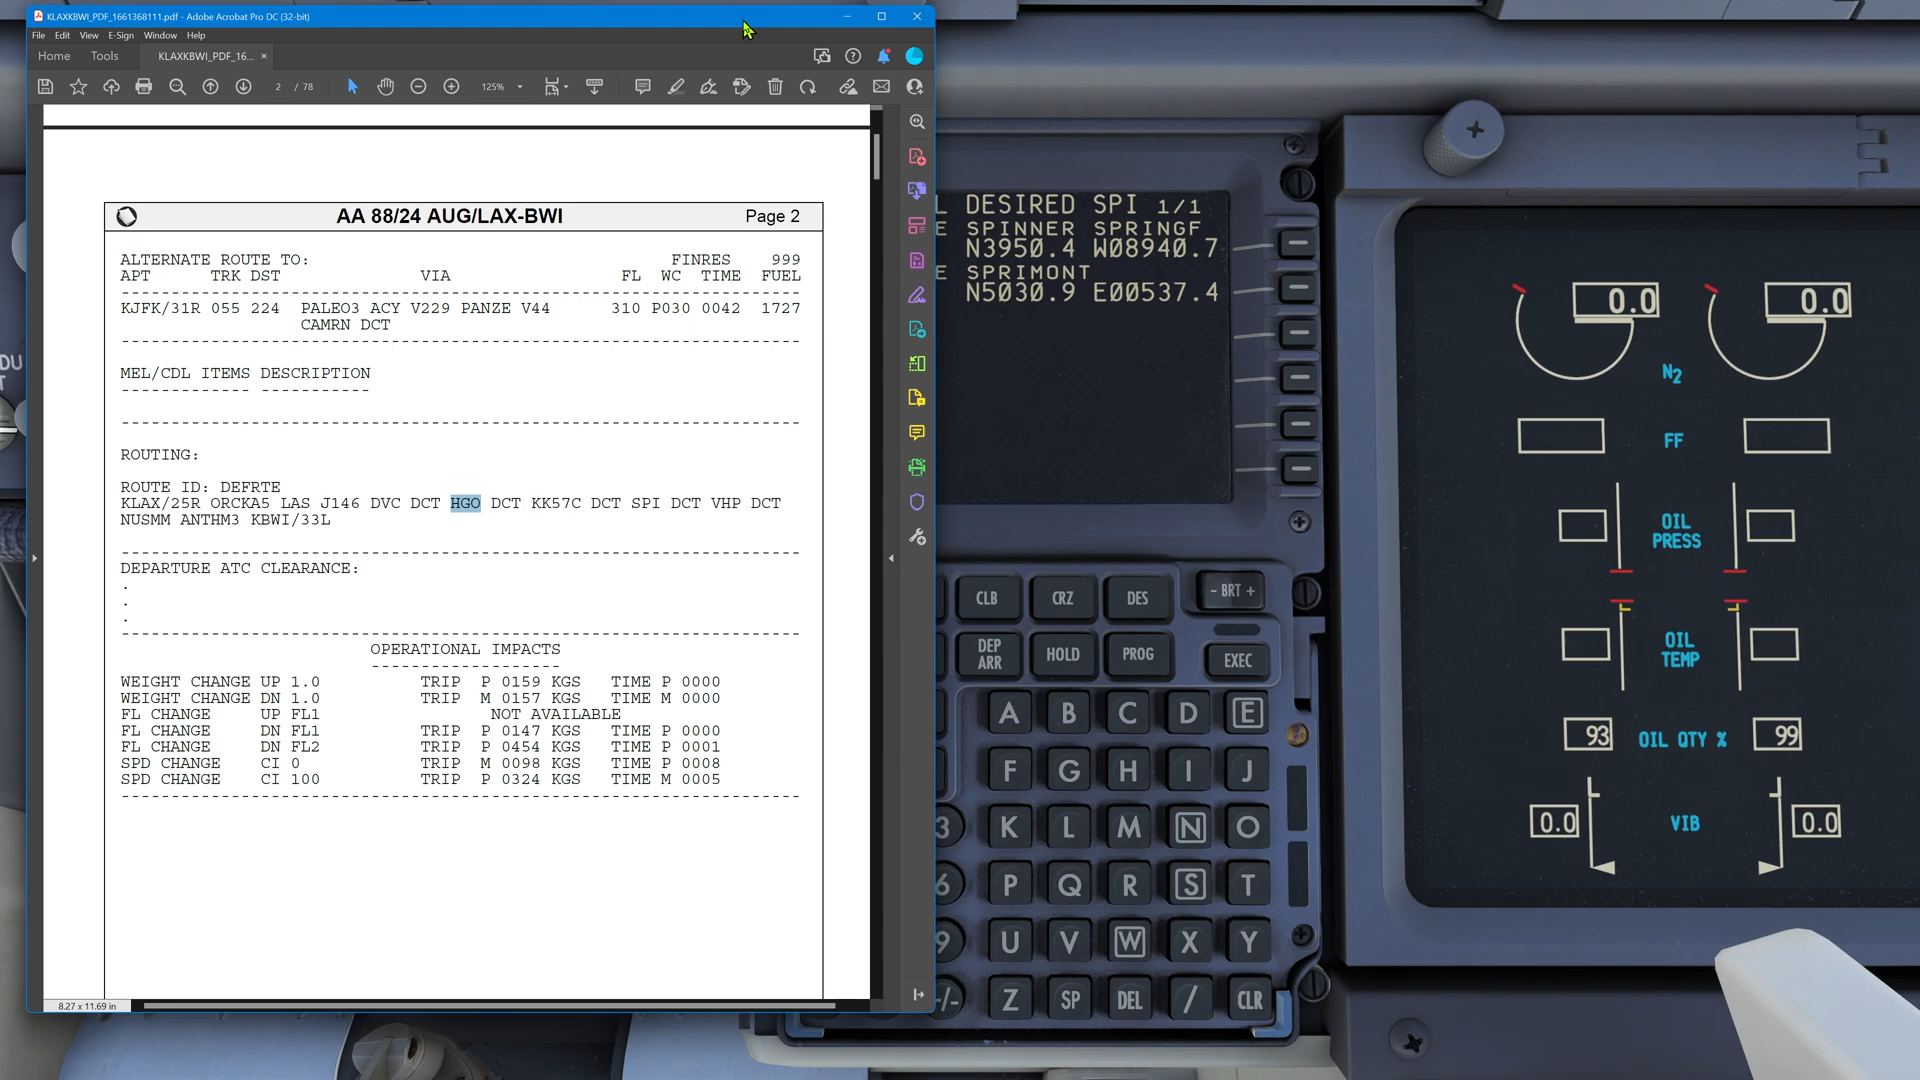 KLAXKBWI_PDF_1661368111.pdf - Adobe Acrobat Pro DC (32-bit)
File Edit View E-Sign Window Help
Home Tools KLAXKBWI_PDF_16... ×
2 / 78 125%
AA 88/24 AUG/LAX-BWI Page 2
ALTERNATE ROUTE TO: FINRES 999
APT TRK DST VIA FL WC TIME FUEL
KJFK/31R 055 224 PALEO3 ACY V229 PANZE V44 310 P030 0042 1727
CAMRN DCT
MEL/CDL ITEMS DESCRIPTION
ROUTING:
ROUTE ID: DEFRTE
KLAX/25R ORCKA5 LAS J146 DVC DCT HGO DCT KK57C DCT SPI DCT VHP DCT
NUSMM ANTHM3 KBWI/33L
DEPARTURE ATC CLEARANCE:
.
.
.
OPERATIONAL IMPACTS
WEIGHT CHANGE UP 1.0 TRIP P 0159 KGS TIME P 0000
WEIGHT CHANGE DN 1.0 TRIP M 0157 KGS TIME M 0000
FL CHANGE UP FL1 NOT AVAILABLE
FL CHANGE DN FL1 TRIP P 0147 KGS TIME P 0000
FL CHANGE DN FL2 TRIP P 0454 KGS TIME P 0001
SPD CHANGE CI 0 TRIP M 0098 KGS TIME P 0008
SPD CHANGE CI 100 TRIP P 0324 KGS TIME M 0005
8.27 x 11.69 in
L DESIRED SPI 1/1
E SPINNER SPRINGF
N3950.4 W08940.7
E SPRIMONT
N5030.9 E00537.4
CLB CRZ DES - BRT +
DEP ARR HOLD PROG EXEC
A B C D E
F G H I J
3 K L M N O
6 P Q R S T
9 U V W X Y
+/- Z SP DEL / CLR
0.0 0.0
N2
FF
OIL PRESS
OIL TEMP
93 OIL QTY % 99
0.0 VIB 0.0